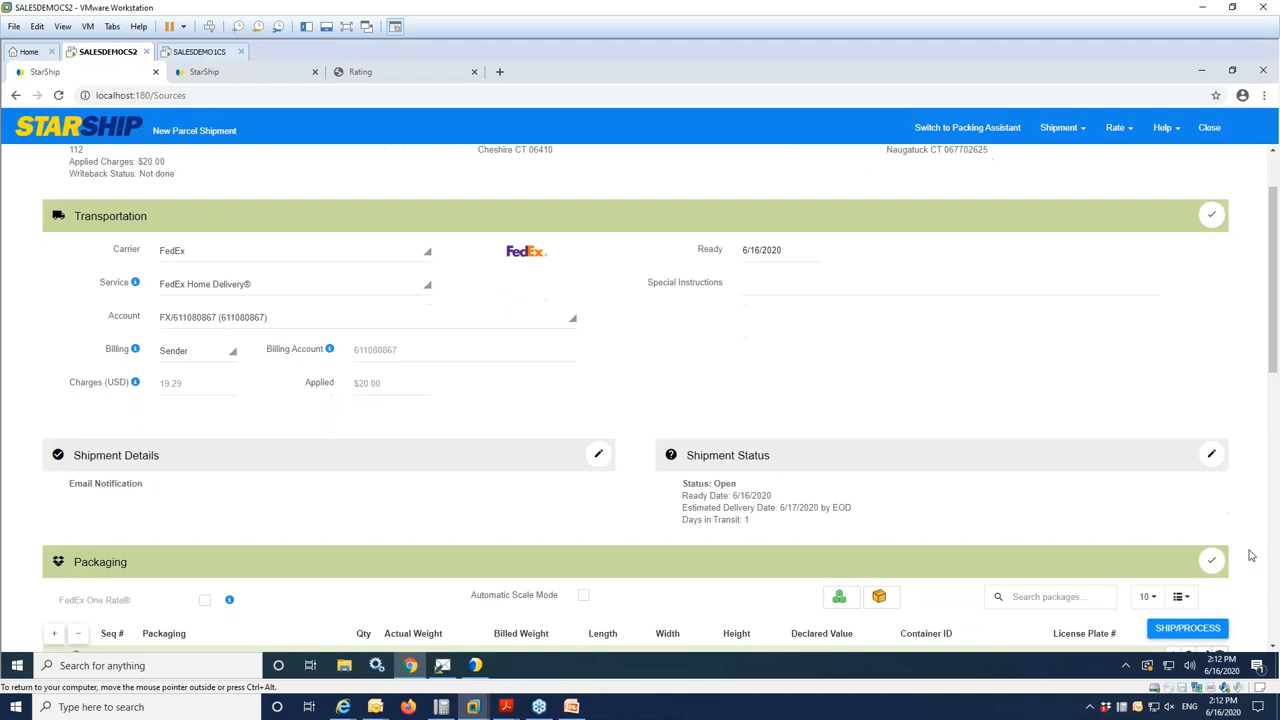 SALESDEMOCS2 - VMware Workstation
File Edit View VM Tabs Help
Home SALESDEMOCS2 SALESDEMO1CS
StarShip StarShip Rating
localhost:180/Sources
STARSHIP New Parcel Shipment Switch to Packing Assistant Shipment Rate Help Close
112 Cheshire CT 06410 Naugatuck CT 067702625
Applied Charges: $20.00
Writeback Status: Not done
Transportation
Carrier FedEx FedEx Ready 6/16/2020
Service FedEx Home Delivery® Special Instructions
Account FX/611080867 (611080867)
Billing Sender Billing Account 611080867
Charges (USD) 19.29 Applied $20.00
Shipment Details Shipment Status
Email Notification Status: Open
Ready Date: 6/16/2020
Estimated Delivery Date: 6/17/2020 by EOD
Days in Transit: 1
Packaging
FedEx One Rate® Automatic Scale Mode Search packages... 10
+ - Seq # Packaging Qty Actual Weight Billed Weight Length Width Height Declared Value Container ID License Plate # SHIP/PROCESS
Search for anything 2:12 PM
6/16/2020
To return to your computer, move the mouse pointer outside or press Ctrl+Alt.
Type here to search ENG 2:12 PM
6/16/2020